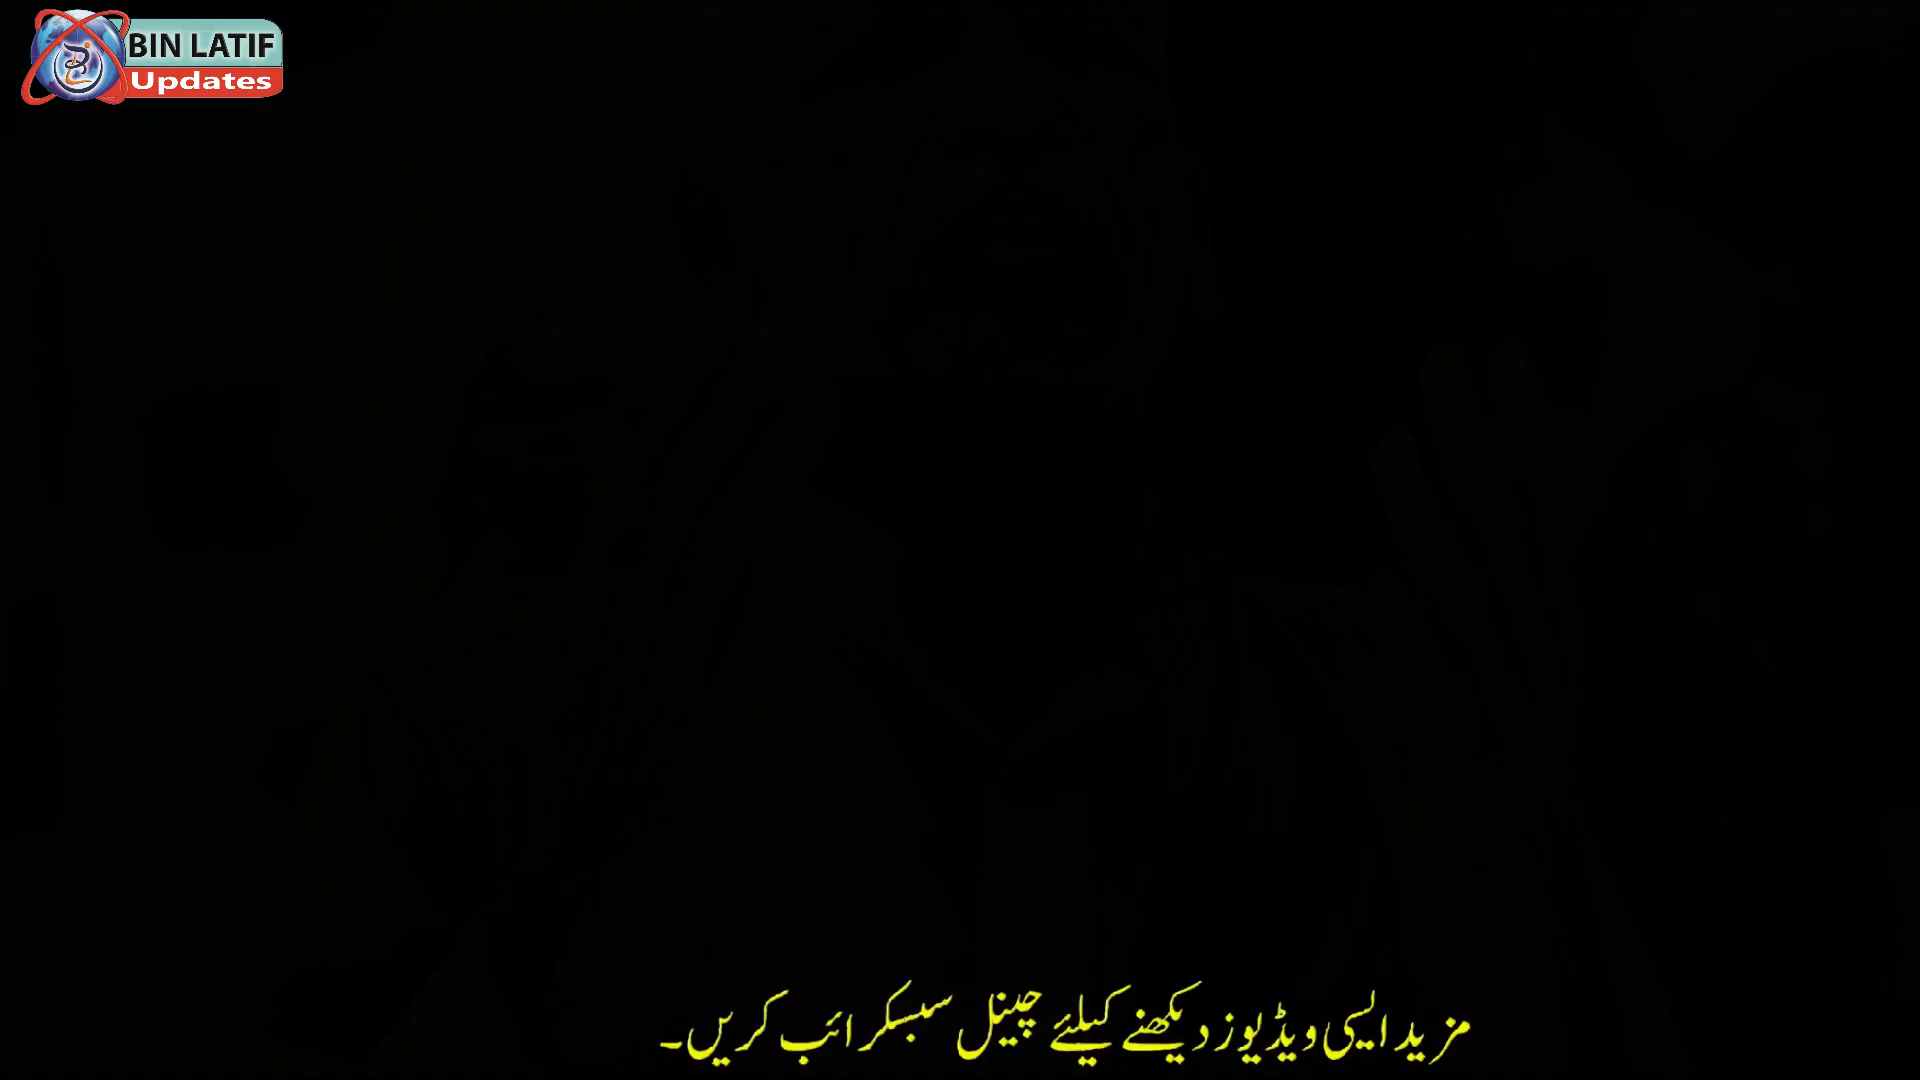 BIN LATIF
Updates
مزید ایسی ویڈیوز دیکھنے کیلئے چینل سبسکرائب کریں۔